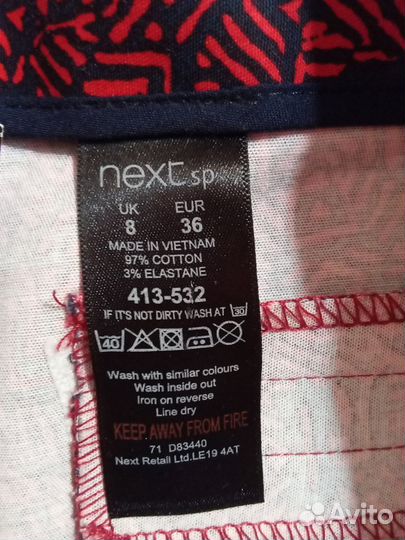 next sp
UK EUR
8 36
MADE IN VIETNAM
97% COTTON
3% ELASTANE
413-532
IF IT'S NOT DIRTY WASH AT 30
40
Wash with similar colours
Wash inside out
Iron on reverse
Line dry
KEEP AWAY FROM FIRE
71 D83440
Next Retail Ltd.LE19 4AT
Avito